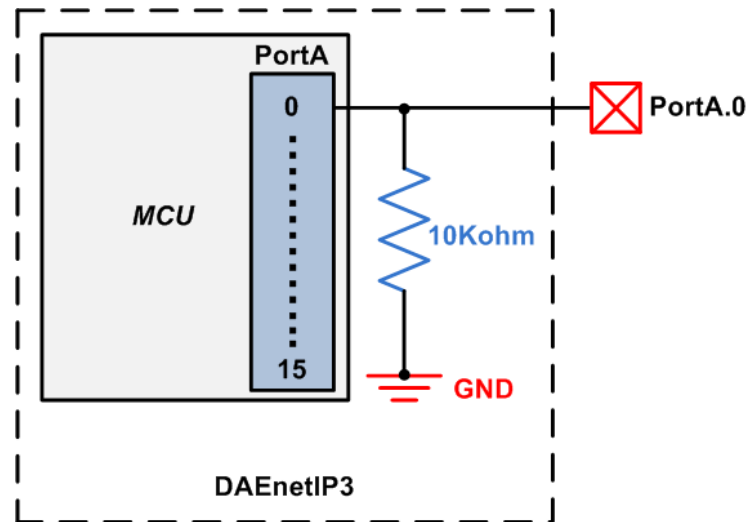 PortA
0
PortA.0
MCU
10Kohm
15
GND
DAEnetIP3